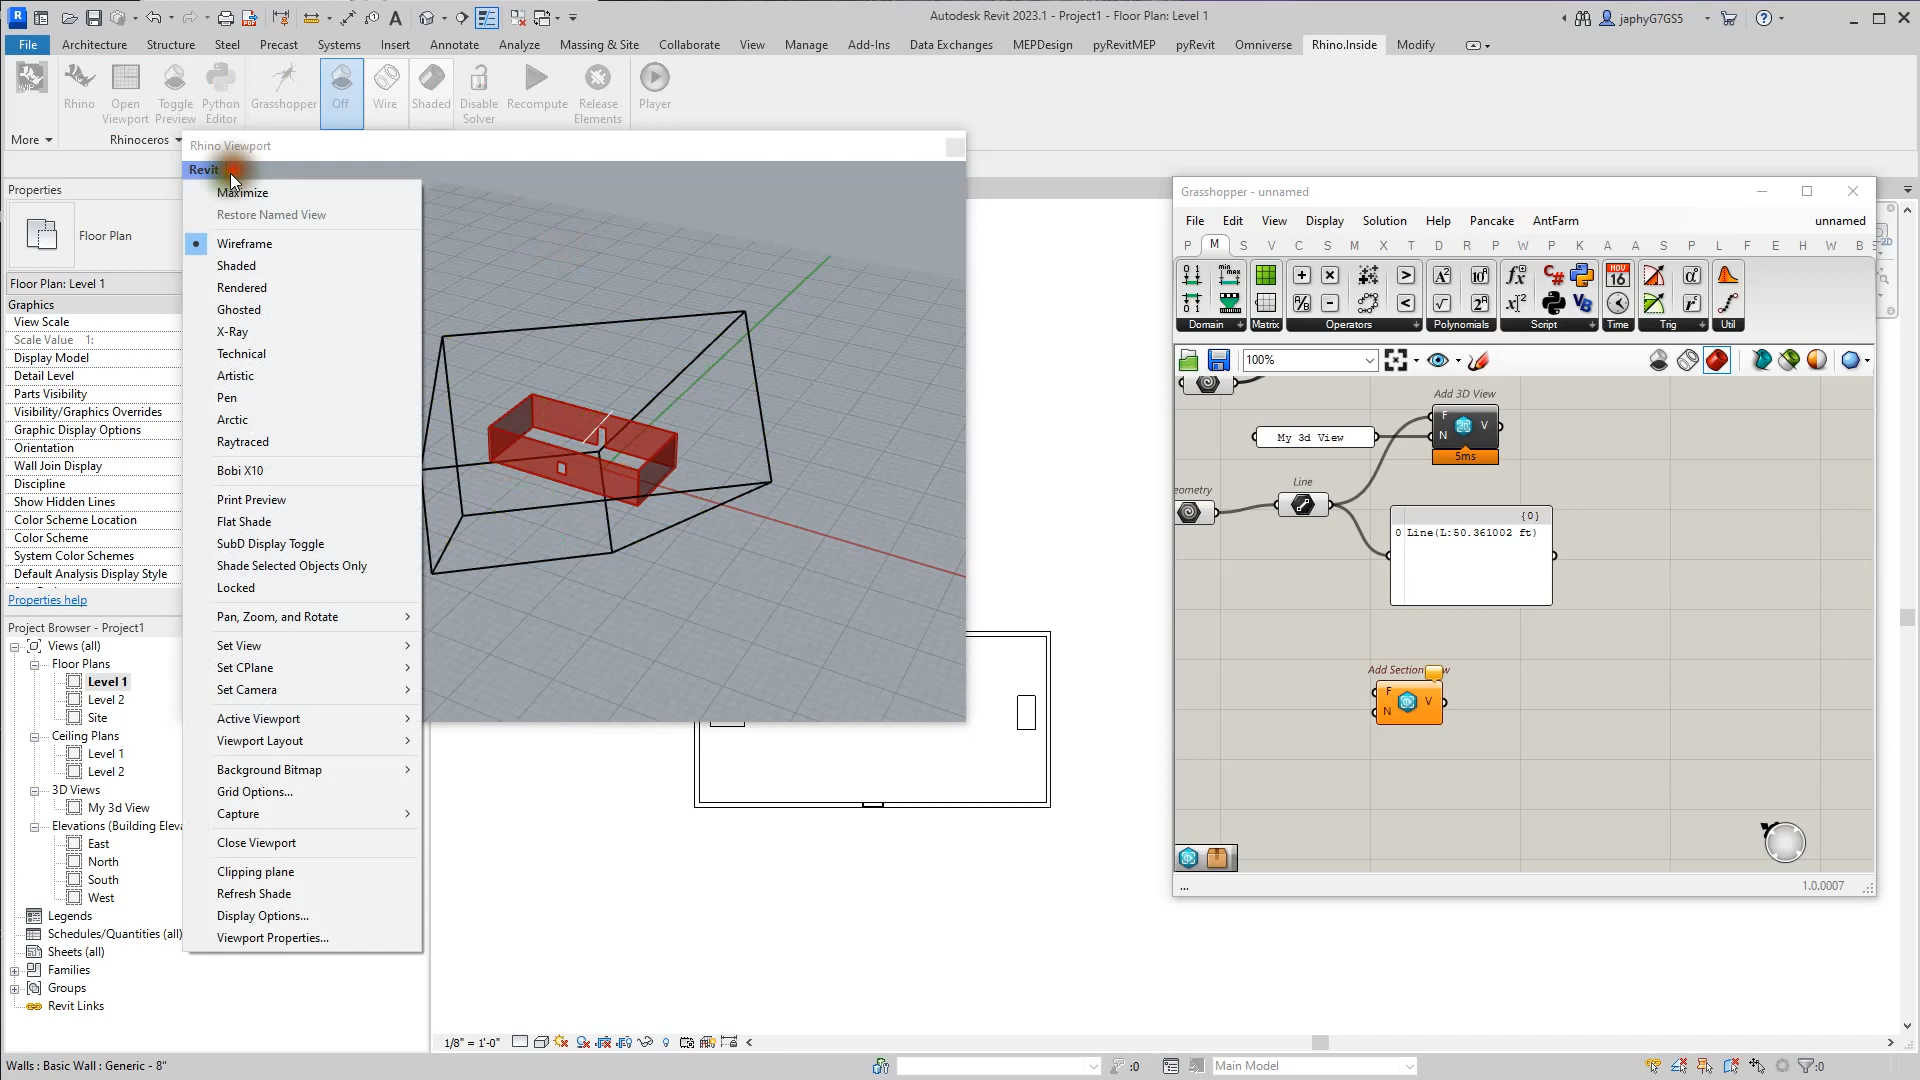 Autodesk Revit 2023.1 - Project1 - Floor Plan: Level 1
japhyG7GS5
File
Architecture
Structure
Steel
Precast
Systems
Insert
Annotate
Analyze
Massing & Site
Collaborate
View
Manage
Add-Ins
Data Exchanges
MEPDesign
pyRevitMEP
pyRevit
Omniverse
Rhino.Inside
Modify
Rhino
Open Viewport
Toggle Preview
Python Editor
Grasshopper
Off
Wire
Shaded
Disable Solver
Recompute
Release Elements
Player
More
Rhinoceros
Rhino Viewport
Revit
Maximize
Restore Named View
Wireframe
Shaded
Rendered
Ghosted
X-Ray
Technical
Artistic
Pen
Arctic
Raytraced
Bobi X10
Print Preview
Flat Shade
SubD Display Toggle
Shade Selected Objects Only
Locked
Pan, Zoom, and Rotate
Set View
Set CPlane
Set Camera
Active Viewport
Viewport Layout
Background Bitmap
Grid Options...
Capture
Close Viewport
Clipping plane
Refresh Shade
Display Options...
Viewport Properties...
Properties
Floor Plan
Floor Plan: Level 1
Graphics
View Scale
Scale Value 1:
Display Model
Detail Level
Parts Visibility
Visibility/Graphics Overrides
Graphic Display Options
Orientation
Wall Join Display
Discipline
Show Hidden Lines
Color Scheme Location
Color Scheme
System Color Schemes
Default Analysis Display Style
Properties help
Project Browser - Project1
Views (all)
Floor Plans
Level 1
Level 2
Site
Ceiling Plans
Level 1
Level 2
3D Views
My 3d View
Elevations (Building Eleva
East
North
South
West
Legends
Schedules/Quantities (all)
Sheets (all)
Families
Groups
Revit Links
Grasshopper - unnamed
File Edit View Display Solution Help Pancake AntFarm unnamed
P M S V C S M X T D R P W P K A A S P L F E H W B
Domain
Matrix
Operators
Polynomials
Script
Time
Trig
Util
100%
Add 3D View
F
N
V
5ms
My 3d View
eometry
Line
{0}
0 Line(L:50.361002 ft)
Add Section
w
F
N
V
...
1.0.0007
1/8" = 1'-0"
Walls : Basic Wall : Generic - 8"
:0
Main Model
:0